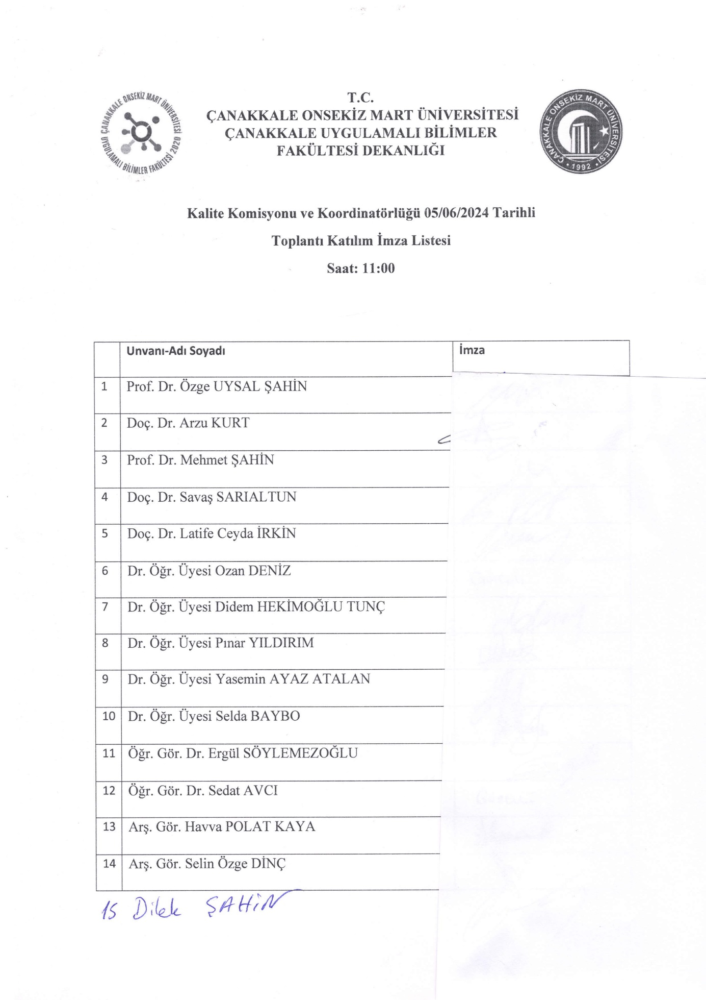 T.C.
ÇANAKKALE ONSEKİZ MART ÜNİVERSİTESİ
ÇANAKKALE UYGULAMALI BİLİMLER
FAKÜLTESİ DEKANLIĞI
ÇANAKKALE ONSEKİZ MART ÜNİVERSİTESİ 2020
UYGULAMALI BİLİMLER FAKÜLTESİ
ÇANAKKALE ONSEKİZ MART ÜNİVERSİTESİ
• 1992 •
Kalite Komisyonu ve Koordinatörlüğü 05/06/2024 Tarihli
Toplantı Katılım İmza Listesi
Saat: 11:00
Unvanı-Adı Soyadı İmza
1 Prof. Dr. Özge UYSAL ŞAHİN
2 Doç. Dr. Arzu KURT
3 Prof. Dr. Mehmet ŞAHİN
4 Doç. Dr. Savaş SARIALTUN
5 Doç. Dr. Latife Ceyda İRKİN
6 Dr. Öğr. Üyesi Ozan DENİZ
7 Dr. Öğr. Üyesi Didem HEKİMOĞLU TUNÇ
8 Dr. Öğr. Üyesi Pınar YILDIRIM
9 Dr. Öğr. Üyesi Yasemin AYAZ ATALAN
10 Dr. Öğr. Üyesi Selda BAYBO
11 Öğr. Gör. Dr. Ergül SÖYLEMEZOĞLU
12 Öğr. Gör. Dr. Sedat AVCI
13 Arş. Gör. Havva POLAT KAYA
14 Arş. Gör. Selin Özge DİNÇ
15 Dilek ŞAHİN